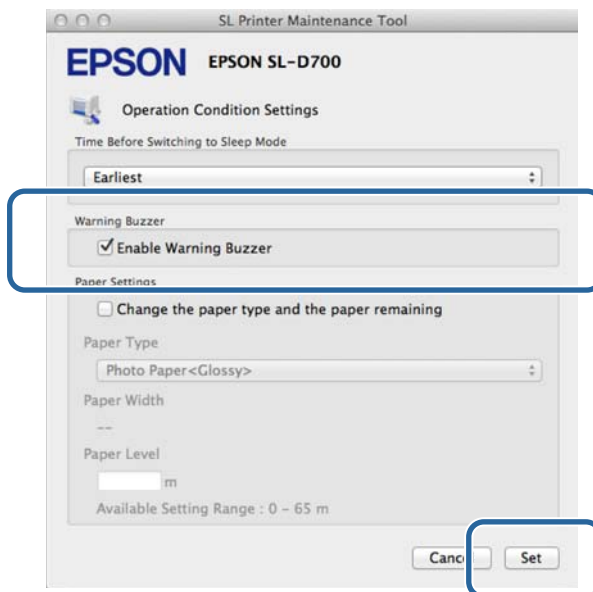 SL Printer Maintenance Tool
EPSON EPSON SL-D700
Operation Condition Settings
Time Before Switching to Sleep Mode
Earliest
Warning Buzzer
Enable Warning Buzzer
Paper Settings
Change the paper type and the paper remaining
Paper Type
Photo Paper<Glossy>
Paper Width
--
Paper Level
m
Available Setting Range : 0 - 65 m
Cance Set